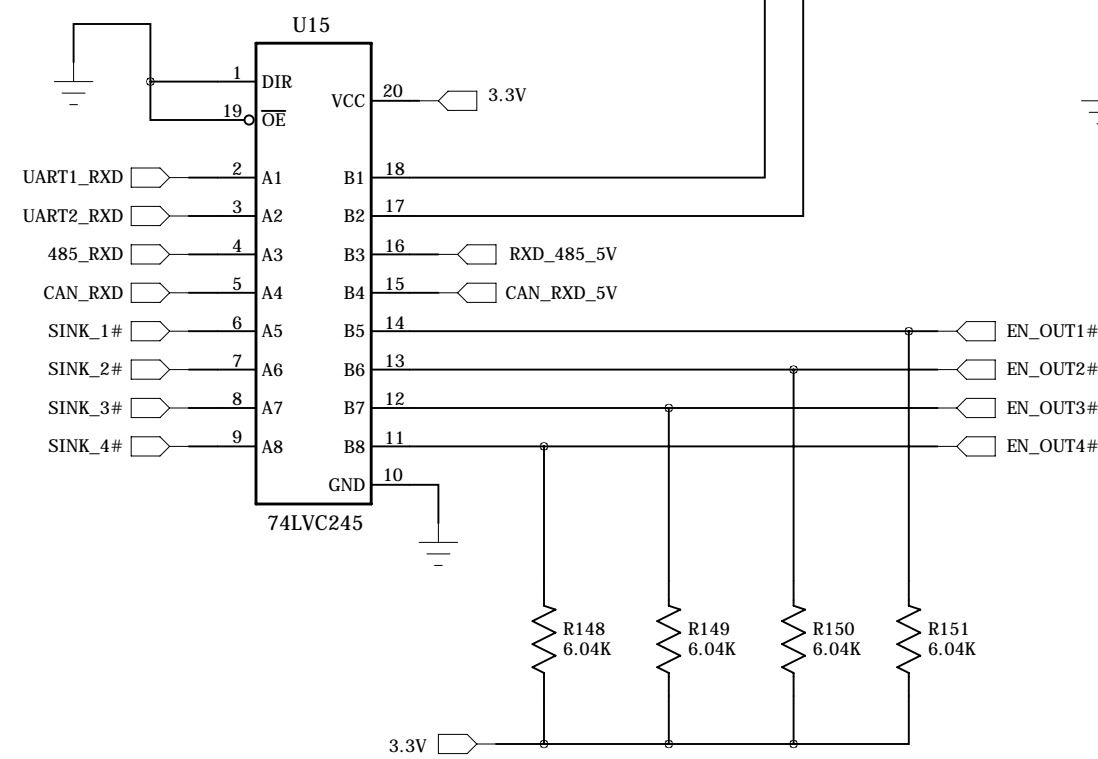 U15
1 DIR
VCC 20 3.3V
19 OE
UART1_RXD 2 A1 B1 18
UART2_RXD 3 A2 B2 17
485_RXD 4 A3 B3 16 RXD_485_5V
CAN_RXD 5 A4 B4 15 CAN_RXD_5V
SINK_1# 6 A5 B5 14 EN_OUT1#
SINK_2# 7 A6 B6 13 EN_OUT2#
SINK_3# 8 A7 B7 12 EN_OUT3#
SINK_4# 9 A8 B8 11 EN_OUT4#
GND 10
74LVC245
R148 R149 R150 R151
6.04K 6.04K 6.04K 6.04K
3.3V